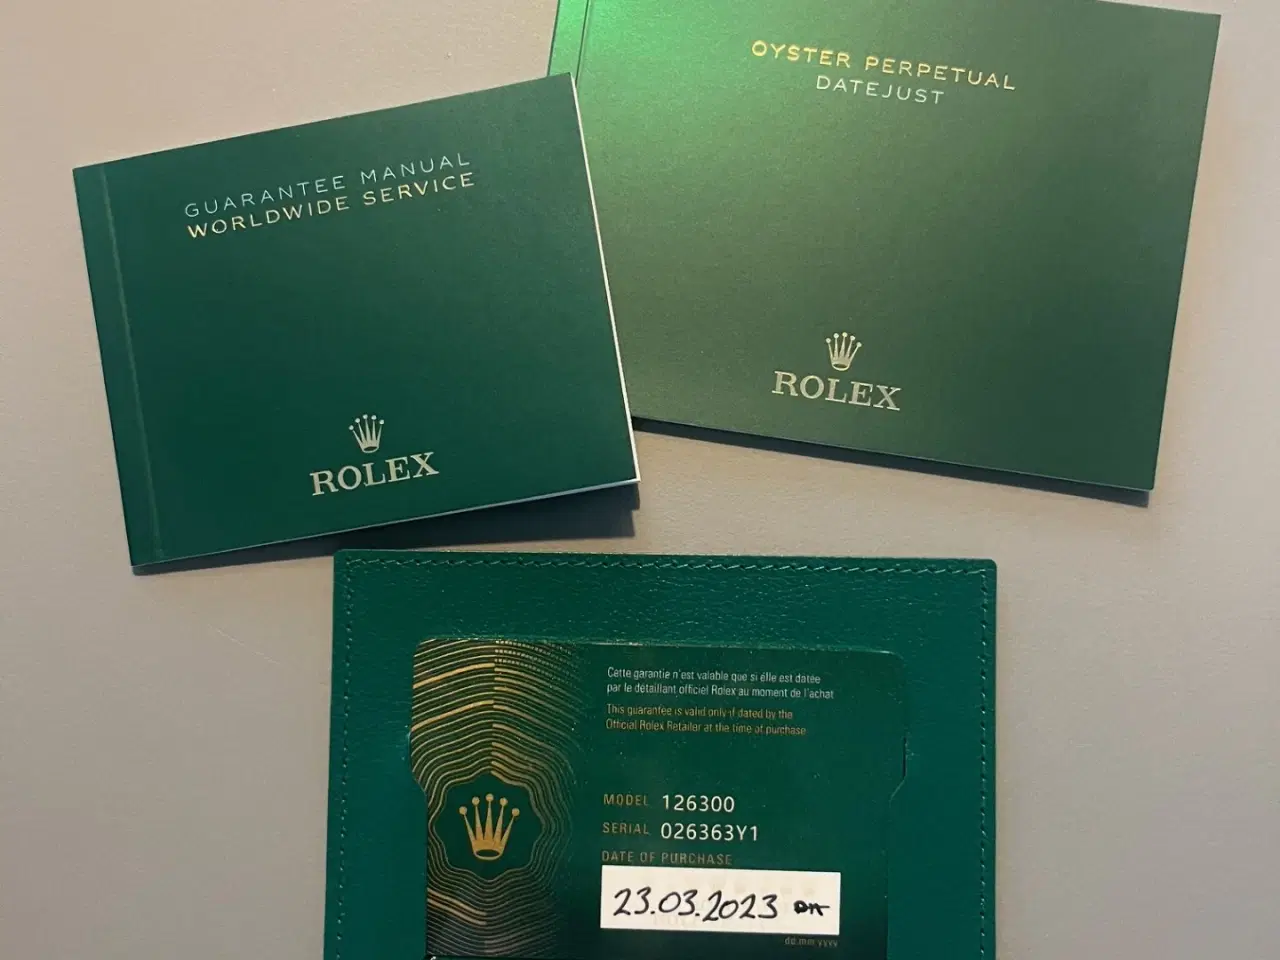 GUARANTEE MANUAL
WORLDWIDE SERVICE
ROLEX
OYSTER PERPETUAL
DATEJUST
ROLEX
Cette garantie n'est valable que si elle est datée
par le détaillant officiel Rolex au moment de l'achat
This guarantee is valid only if dated by the
Official Rolex Retailer at the time of purchase
MODEL 126300
SERIAL 026363Y1
DATE OF PURCHASE
23.03.2023
dd mm yyyy